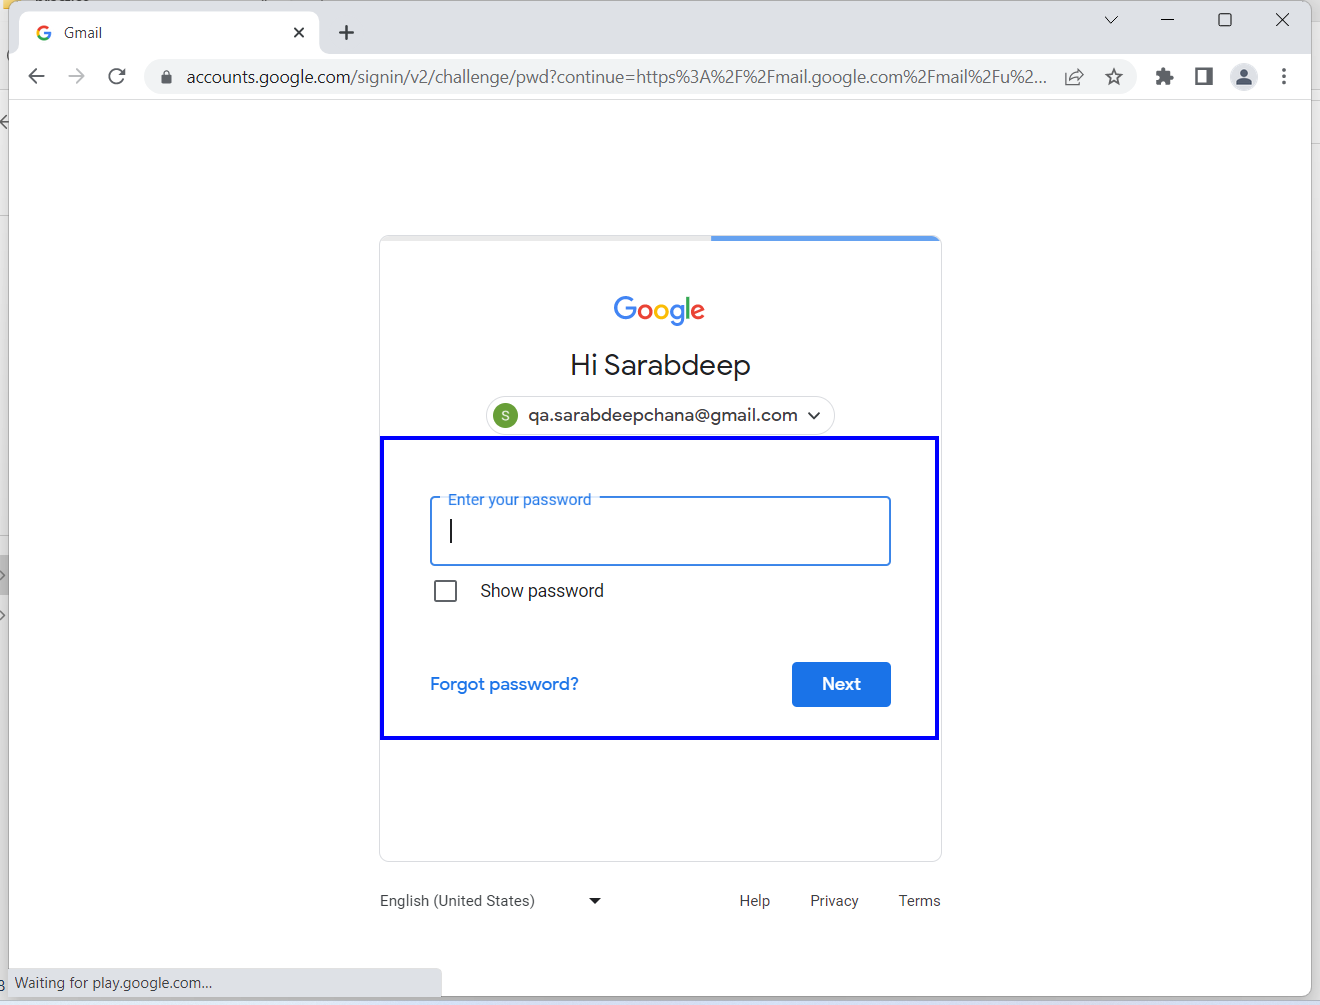 Gmail
accounts.google.com/signin/v2/challenge/pwd?continue=https%3A%2F%2Fmail.google.com%2Fmail%2Fu%2...
Google
Hi Sarabdeep
S qa.sarabdeepchana@gmail.com
Enter your password
Show password
Forgot password? Next
English (United States) Help Privacy Terms
Waiting for play.google.com...